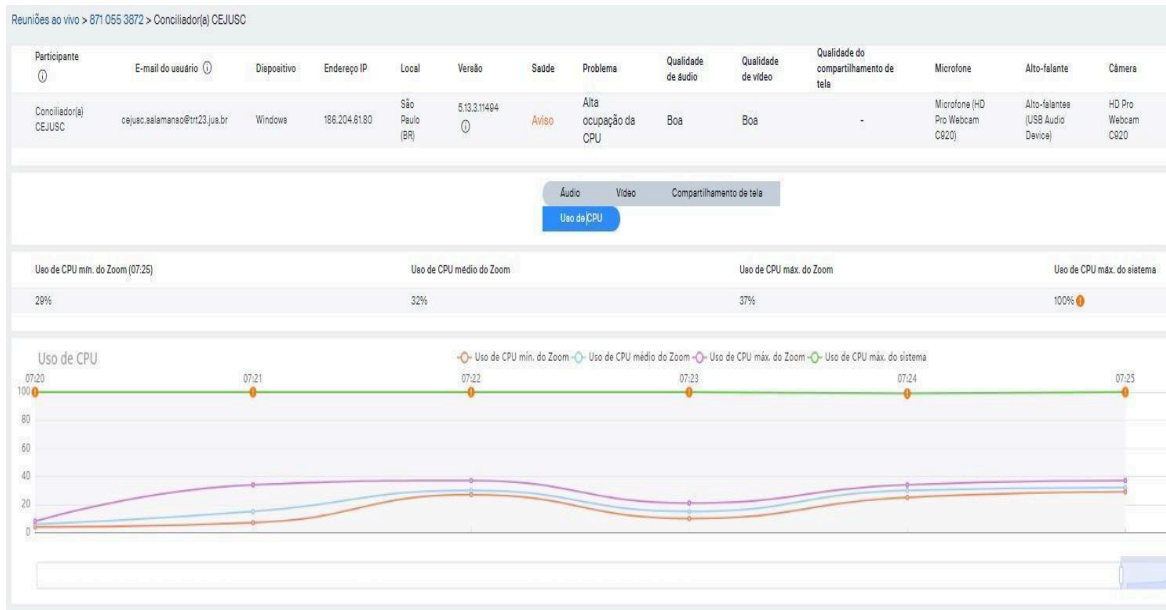 Reuniões ao vivo > 871 055 3872 > Conciliador(a) CEJUSC
Participante
E-mail do usuário
Dispositivo
Endereço IP
Local
Versão
Saúde
Problema
Qualidade
de áudio
Qualidade
de vídeo
Qualidade do
compartilhamento de
tela
Microfone
Alto-falante
Câmera
Conciliador(a)
CEJUSC
cejusc.salamanso@trt23.jus.br
Windows
186.204.61.80
São
Paulo
(BR)
5.13.3.11494
Aviso
Alta
ocupação da
CPU
Boa
Boa
-
Microfone (HD
Pro Webcam
C920)
Alto-falantes
(USB Audio
Device)
HD Pro
Webcam
C920
Áudio Vídeo Compartilhamento de tela
Uso de CPU
Uso de CPU mín. do Zoom (07:25)
Uso de CPU médio do Zoom
Uso de CPU máx. do Zoom
Uso de CPU máx. do sistema
29%
32%
37%
100%
Uso de CPU
Uso de CPU mín. do Zoom Uso de CPU médio do Zoom Uso de CPU máx. do Zoom Uso de CPU máx. do sistema
07:20 07:21 07:22 07:23 07:24 07:25
100
80
60
40
20
0